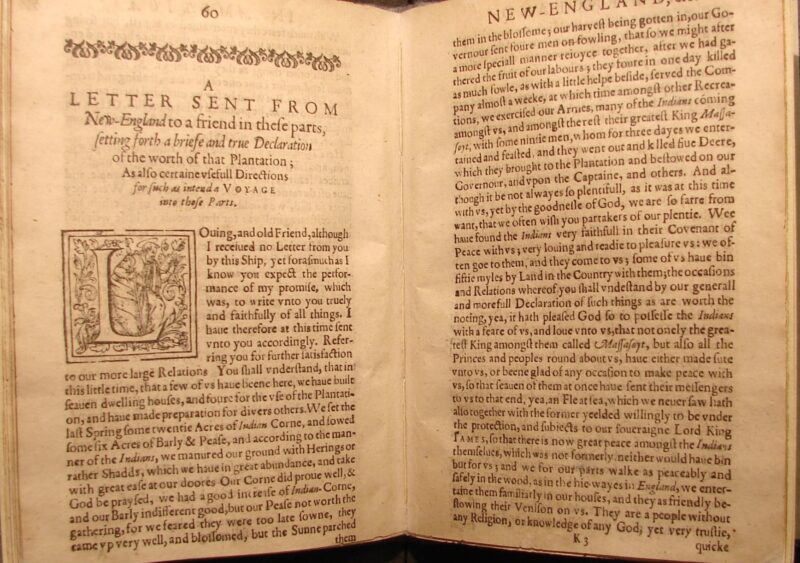 60
A
LETTER SENT FROM
New-England to a friend in theſe parts,
ſetting forth a briefe and true Declaration
of the worth of that Plantation;
As alſo certaine vſefull Directions
for ſuch as intend a VOYAGE
into thoſe Parts.
LOuing, and old Friend, although
I receiued no Letter from you
by this Ship, yet foraſmuch as I
know you expect the perfor-
mance of my promiſe, which
was, to write vnto you truely
and faithfully of all things. I
haue therefore at this time ſent
vnto you accordingly. Refer-
ring you for further ſatisfaction
to our more large Relations You ſhall vnderſtand, that in
this little time, that a few of vs haue beene here, we haue built
ſeauen dwelling houſes, and foure for the vſe of the Plantati-
on, and haue made preparation for divers others. We ſet the
laſt Spring ſome twentie Acres of Indian Corne, and ſowed
ſome ſix Acres of Barly & Peaſe, and according to the man-
ner of the Indians, we manured our ground with Herings or
rather Shadds, which we haue in great abundance, and take
with great eaſe at our doores Our Corne did proue well, &
God be prayſed, we had a good increaſe of Indian-Corne,
and our Barly indifferent good, but our Peaſe not worth the
gathering, for we feared they were too late ſowne, they
came vp very well, and bloſſomed, but the Sunne parched
them
NEW-ENGLAND,
them in the bloſſome; our harveſt being gotten in, our Go-
vernour ſent foure men on fowling, that ſo we might after
a more ſpeciall manner reioyce together, after we had ga-
thered the fruit of our labours; they foure in one day killed
as much fowle, as with a little helpe beſide, ſerved the Com-
pany almoſt a weeke, at which time amongſt other Recrea-
tions, we exerciſed our Armes, many of the Indians coming
amongſt vs, and amongſt the reſt their greateſt King Maſſa-
ſoyt, with ſome ninetie men, whom for three dayes we enter-
tained and feaſted, and they went out and killed fiue Deere,
which they brought to the Plantation and beſtowed on our
Governour, and vpon the Captaine, and others. And al-
though it be not alwayes ſo plentifull, as it was at this time
with vs, yet by the goodneſſe of God, we are ſo farre from
want, that we often wiſh you partakers of our plentie. Wee
haue found the Indians very faithfull in their Covenant of
Peace with vs; very louing and readie to pleaſure vs: we of-
ten goe to them, and they come to vs; ſome of vs haue bin
fiftie myles by Land in the Country with them; the occaſions
and Relations whereof you ſhall vndeſtand by our generall
and more full Declaration of ſuch things as are worth the
noting, yea, it hath pleaſed God ſo to poſſeſſe the Indians
with a feare of vs, and loue vnto vs, that not onely the grea-
teſt King amongſt them called Maſſaſoyt, but alſo all the
Princes and peoples round about vs, haue either made ſute
vnto vs, or beene glad of any occaſion to make peace with
vs, ſo that ſeauen of them at once haue ſent their meſſengers
to vs to that end, yea, an Fle at ſea, which we never ſaw hath
alſo together with the former yeelded willingly to be vnder
the protection, and ſubiects to our ſoueraigne Lord King
IAMES, ſo that there is now great peace amongſt the Indians
themſelues, which was not formerly, neither would haue bin
but for vs; and we for our parts walke as peaceably and
ſafely in the wood, as in the hie-wayes in England, we enter-
taine them familiarly in our houſes, and they as friendly be-
ſtowing their Veniſon on vs. They are a people without
any Religion, or knowledge of any God, yet very truſtie,
K 3
quicke